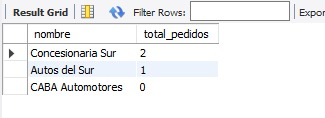 Result Grid Filter Rows: Expor
nombre total_pedidos
Concesionaria Sur 2
Autos del Sur 1
CABA Automotores 0